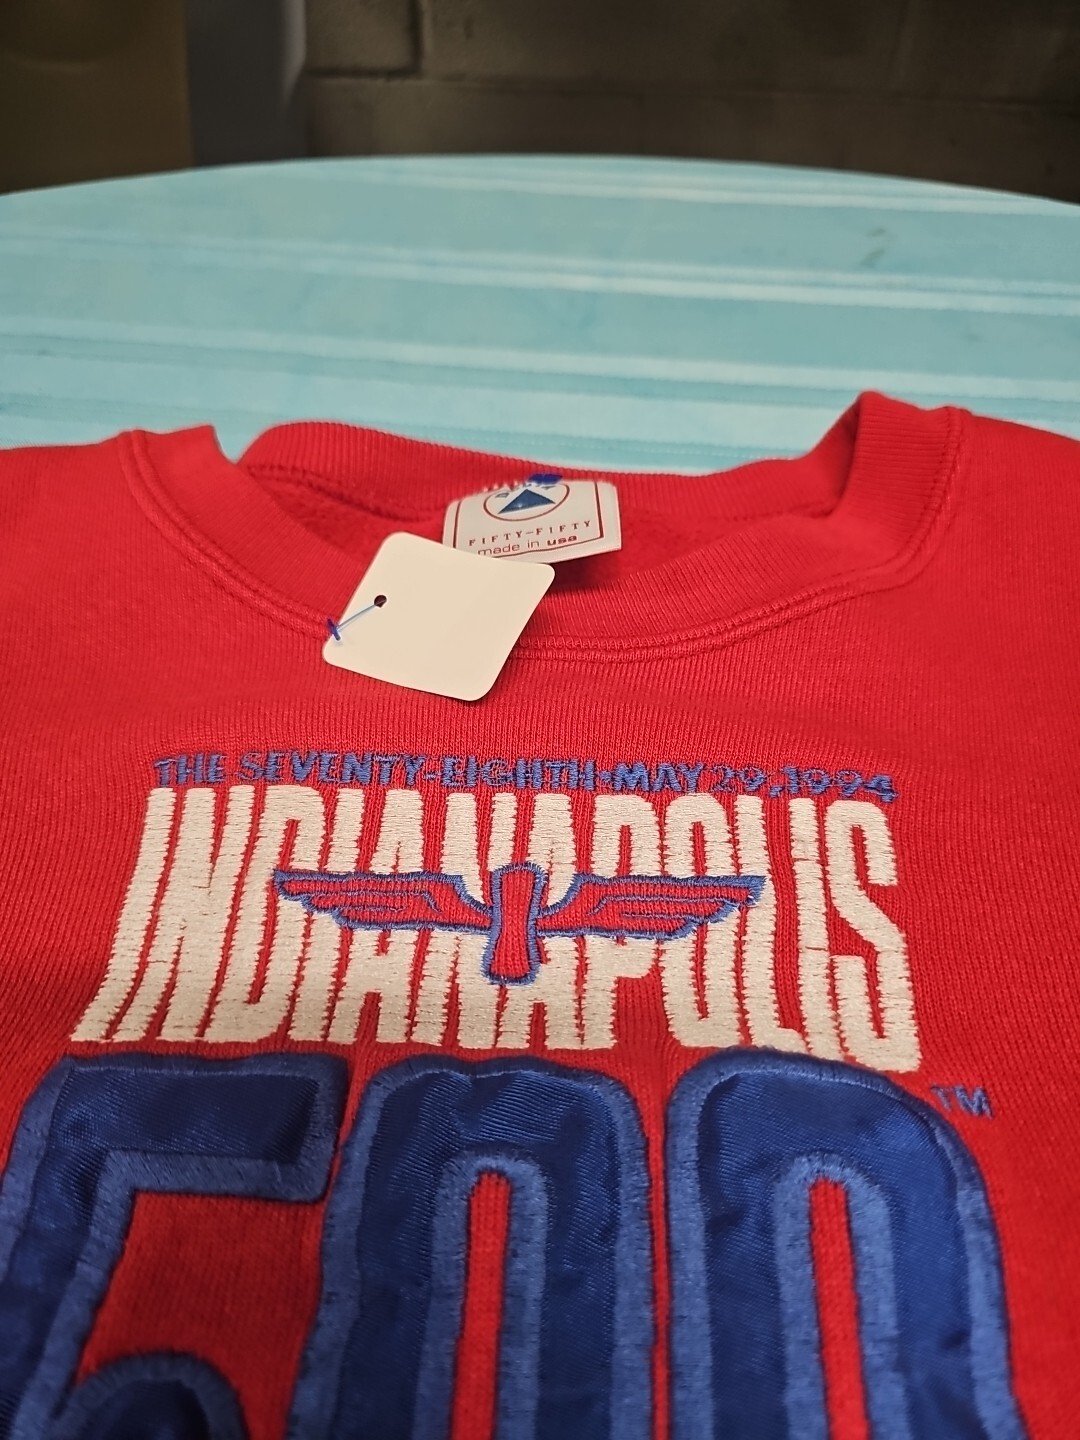 FIFTY-FIFTY
made in usa
THE SEVENTY-EIGHTH•MAY 29,1994
INDIANAPOLIS
500
TM